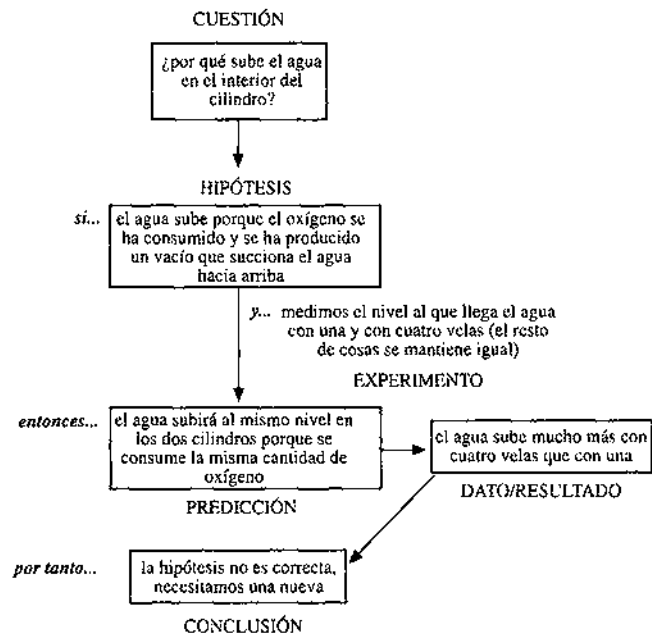 CUESTIÓN
¿por qué sube el agua
en el interior del
cilindro?
HIPÓTESIS
si...
el agua sube porque el oxígeno se
ha consumido y se ha producido
un vacío que succiona el agua
hacia arriba
y... medimos el nivel al que llega el agua
con una y con cuatro velas (el resto
de cosas se mantiene igual)
EXPERIMENTO
entonces...
el agua subirá al mismo nivel en
los dos cilindros porque se
consume la misma cantidad de
oxígeno
PREDICCIÓN
el agua sube mucho más con
cuatro velas que con una
DATO/RESULTADO
por tanto...
la hipótesis no es correcta,
necesitamos una nueva
CONCLUSIÓN